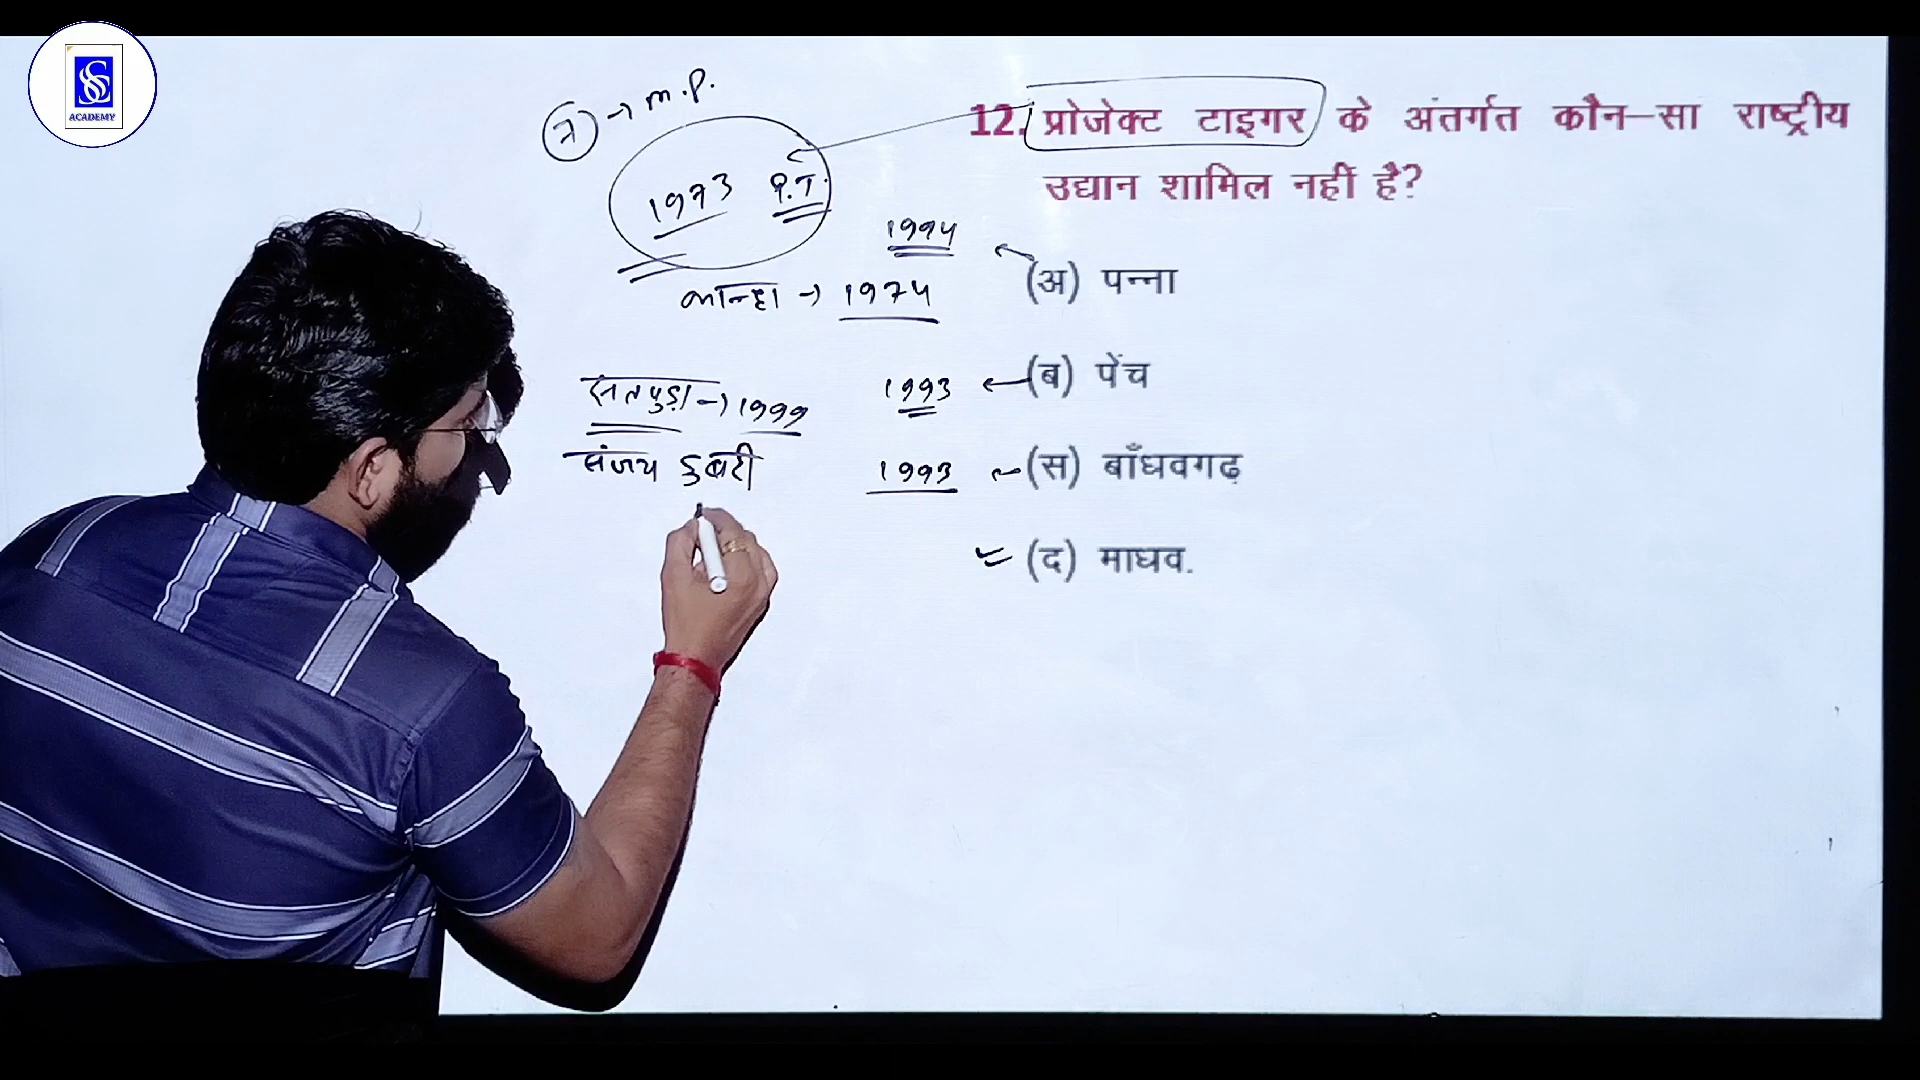 SS
ACADEMY
7 → M.P.
1973 P.T.
12. प्रोजेक्ट टाइगर के अंतर्गत कौन–सा राष्ट्रीय
उद्यान शामिल नहीं है?
1994 (अ) पन्ना
कान्हा → 1974
सतपुड़ा → 1999
1993 ← (ब) पेंच
संजय डुबरी
1993 (स) बाँधवगढ़
(द) माधव.